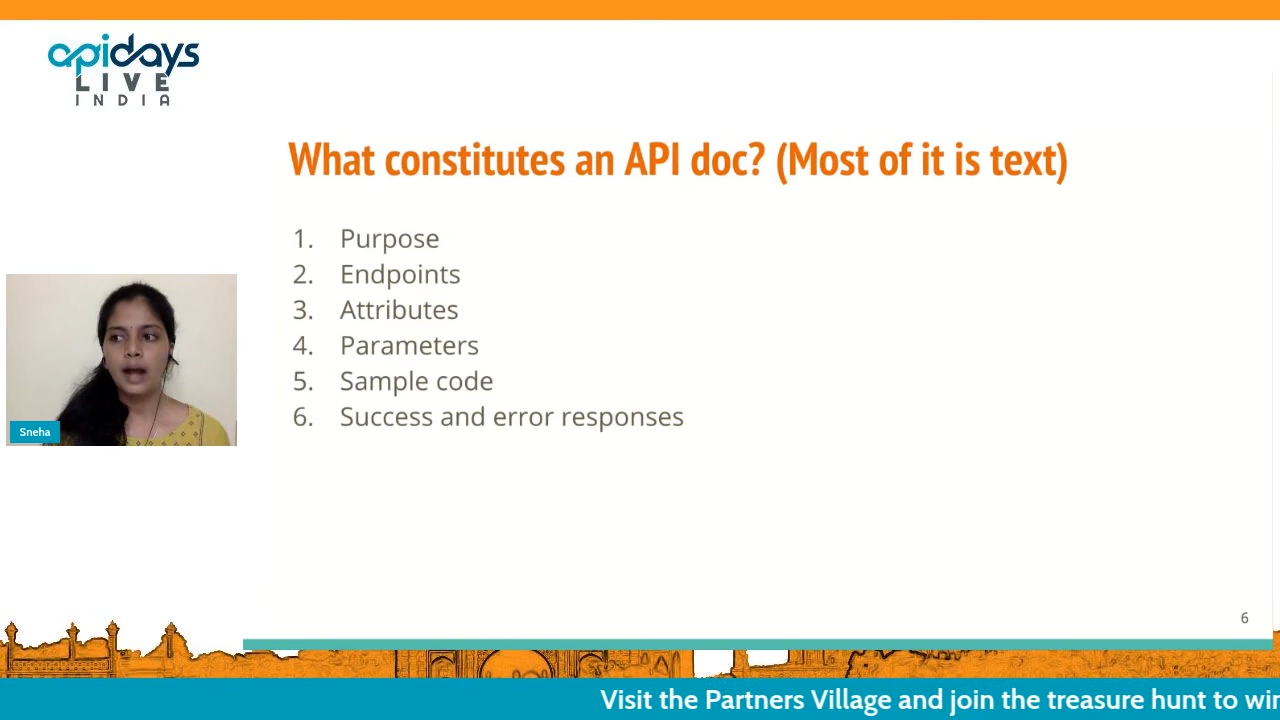 apidays
LIVE
INDIA
What constitutes an API doc? (Most of it is text)
1. Purpose
2. Endpoints
3. Attributes
4. Parameters
5. Sample code
6. Success and error responses
Sneha
6
Visit the Partners Village and join the treasure hunt to win